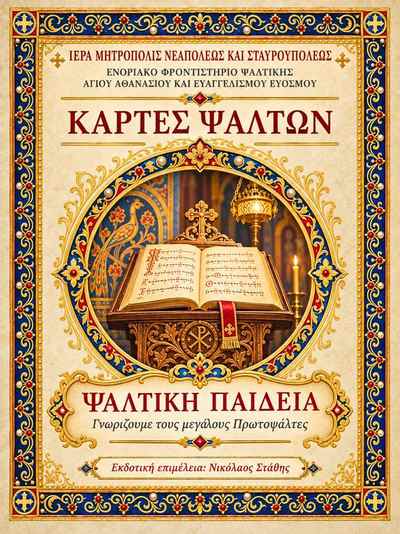 ΙΕΡΑ ΜΗΤΡΟΠΟΛΙΣ ΝΕΑΠΟΛΕΩΣ ΚΑΙ ΣΤΑΥΡΟΥΠΟΛΕΩΣ
ΕΝΟΡΙΑΚΟ ΦΡΟΝΤΙΣΤΗΡΙΟ ΨΑΛΤΙΚΗΣ
ΑΓΙΟΥ ΑΘΑΝΑΣΙΟΥ ΚΑΙ ΕΥΑΓΓΕΛΙΣΜΟΥ ΕΥΟΣΜΟΥ
ΚΑΡΤΕΣ ΨΑΛΤΩΝ
ΨΑΛΤΙΚΗ ΠΑΙΔΕΙΑ
Γνωρίζουμε τους μεγάλους Πρωτοψάλτες
Εκδοτική επιμέλεια: Νικόλαος Στάθης